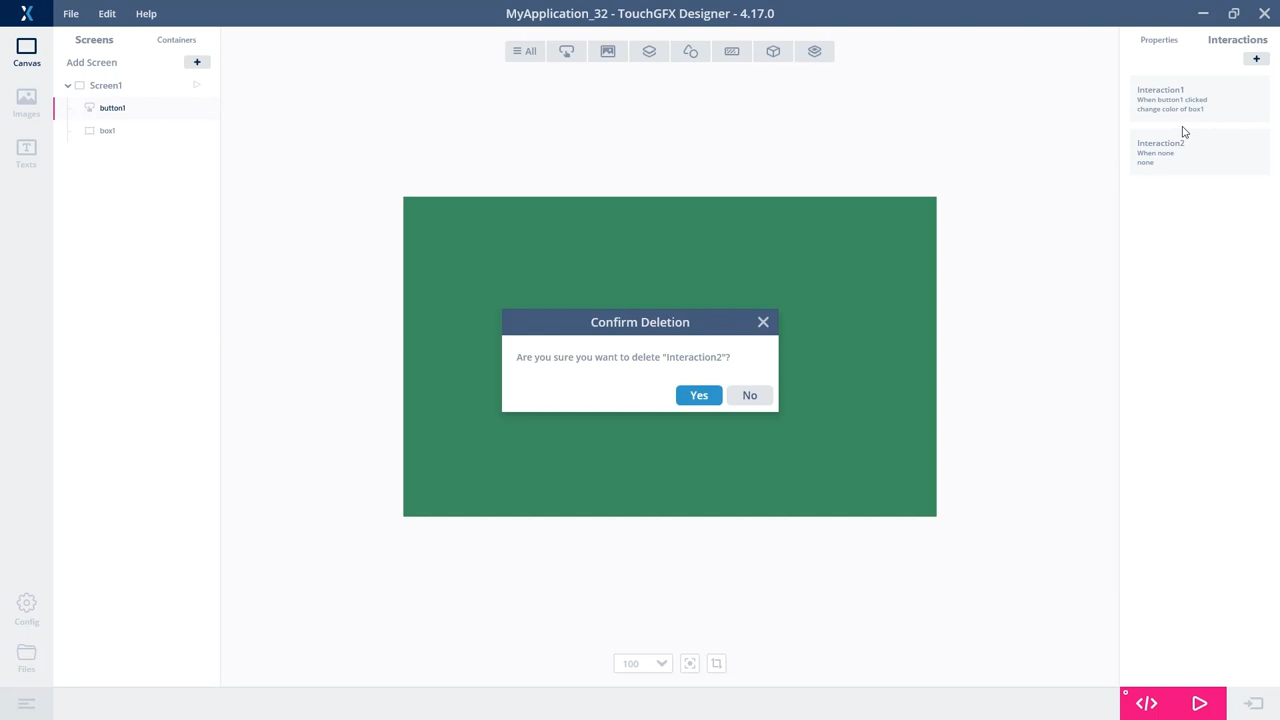 File Edit Help
MyApplication_32 - TouchGFX Designer - 4.17.0
Canvas
Images
Texts
Config
Files
Screens Containers
Add Screen
Screen1
button1
box1
All
Confirm Deletion
Are you sure you want to delete "Interaction2"?
Yes No
100
Properties Interactions
Interaction1
When button1 clicked
change color of box1
Interaction2
When none
none